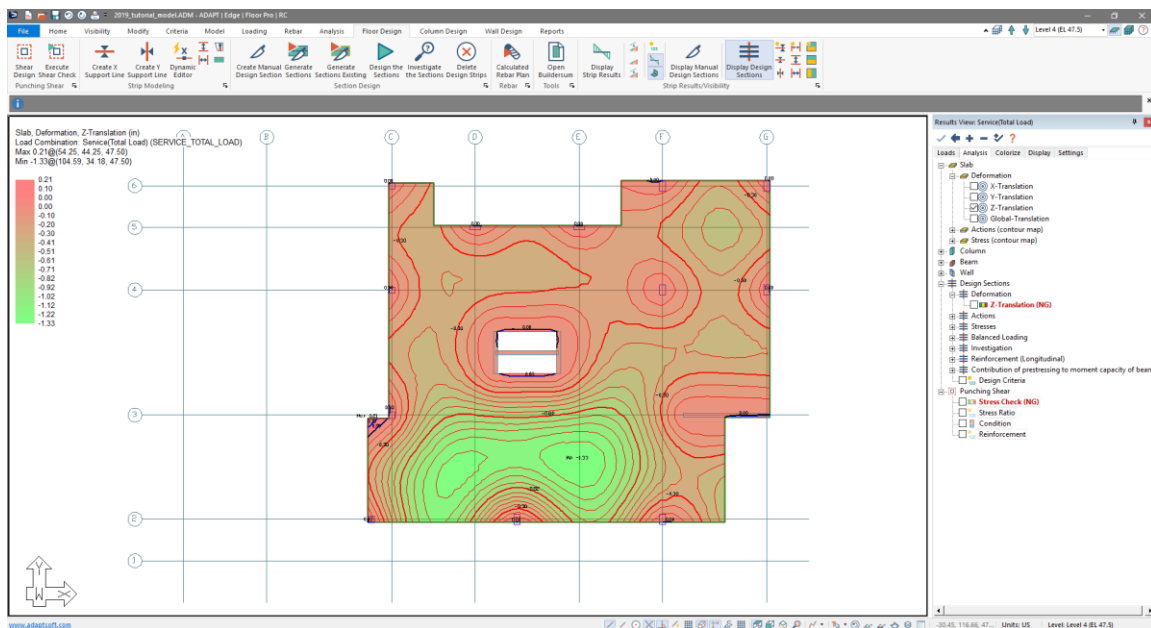 2019_tutorial_model.ADM - ADAPT | Edge | Floor Pro | RC
File Home Visibility Modify Criteria Model Loading Rebar Analysis Floor Design Column Design Wall Design Reports
Level 4 (EL 47.5)
Shear Design
Execute Shear Check
Create X Support Line
Create Y Support Line
Dynamic Editor
Create Manual Design Section
Generate Sections
Generate Sections Existing
Design the Sections
Investigate the Sections
Delete Design Strips
Calculated Rebar Plan
Open Buildersum
Display Strip Results
Display Manual Design Sections
Display Design Sections
Punching Shear
Strip Modeling
Section Design
Rebar
Tools
Strip Results/Visibility
Slab, Deformation, Z-Translation (in)
Load Combination: Service(Total Load) (SERVICE_TOTAL_LOAD)
Max 0.21@(54.25, 44.25, 47.50)
Min -1.33@(104.59, 34.18, 47.50)
0.21
0.10
0.00
0.00
-0.10
-0.20
-0.30
-0.41
-0.51
-0.61
-0.71
-0.82
-0.92
-1.02
-1.12
-1.22
-1.33
A B C D E F G
6
5
4
3
2
1
Min -1.33
Y
W
X
Results View: Service(Total Load)
Loads Analysis Colorize Display Settings
Slab
Deformation
X-Translation
Y-Translation
Z-Translation
Global-Translation
Actions (contour map)
Stress (contour map)
Column
Beam
Wall
Design Sections
Deformation
Z-Translation (NG)
Actions
Stresses
Balanced Loading
Investigation
Reinforcement (Longitudinal)
Contribution of prestressing to moment capacity of beam
Design Criteria
Punching Shear
Stress Check (NG)
Stress Ratio
Condition
Reinforcement
www.adaptsoft.com
-30.45, 116.66, 47... Units: US Level: Level 4 (EL 47.5)